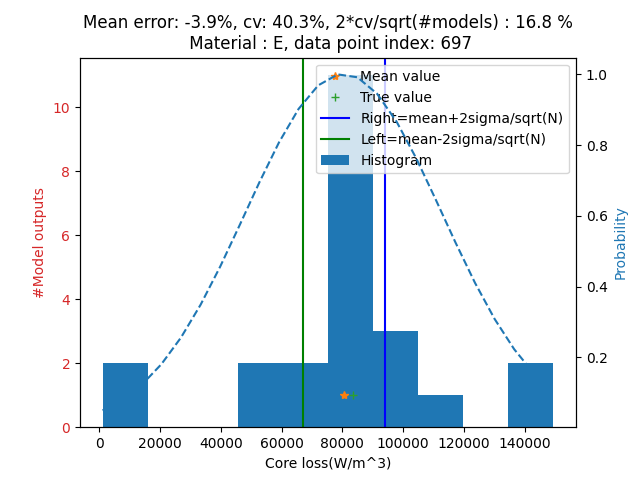 Mean error: -3.9%, cv: 40.3%, 2*cv/sqrt(#models) : 16.8 %
Material : E, data point index: 697
Mean value
True value
Right=mean+2sigma/sqrt(N)
Left=mean-2sigma/sqrt(N)
Histogram
#Model outputs
10
8
6
4
2
0
1.0
0.8
0.6
0.4
0.2
Probability
0 20000 40000 60000 80000 100000 120000 140000
Core loss(W/m^3)